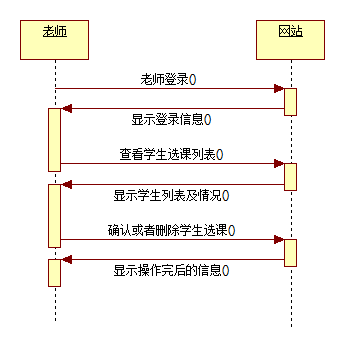 老师
网站
老师登录()
显示登录信息()
查看学生选课列表()
显示学生列表及情况()
确认或者删除学生选课()
显示操作完后的信息()